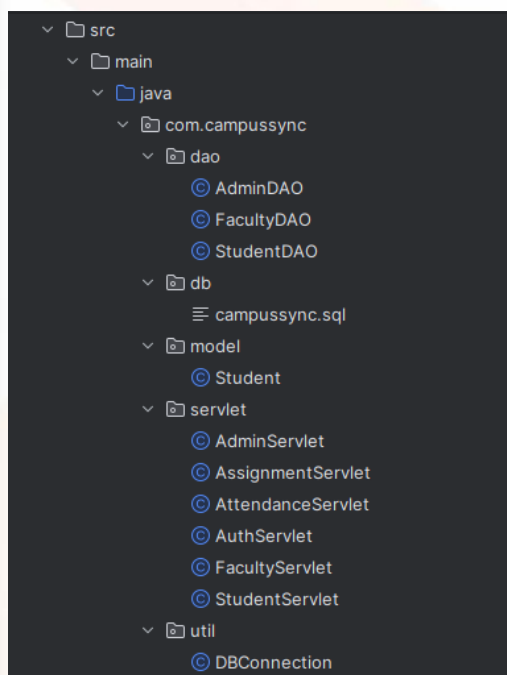 src
main
java
com.campussync
dao
AdminDAO
FacultyDAO
StudentDAO
db
campussync.sql
model
Student
servlet
AdminServlet
AssignmentServlet
AttendanceServlet
AuthServlet
FacultyServlet
StudentServlet
util
DBConnection